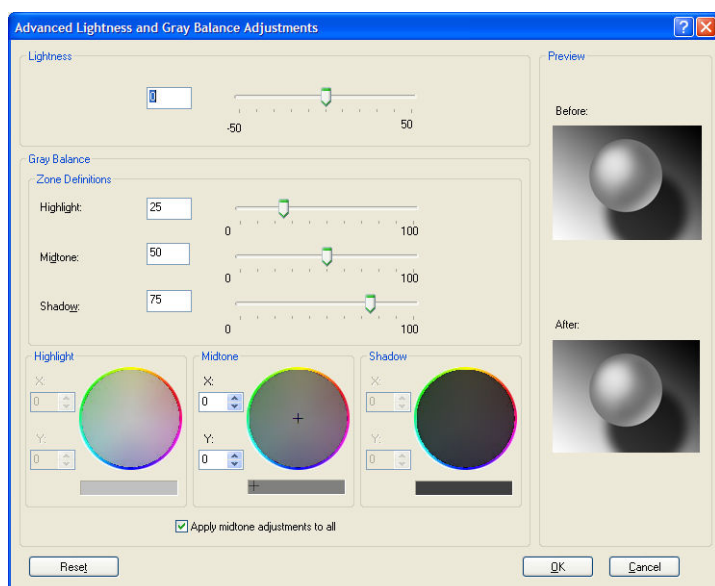 Advanced Lightness and Gray Balance Adjustments
Lightness
0
-50 50
Gray Balance
Zone Definitions
Highlight: 25
0 100
Midtone: 50
0 100
Shadow: 75
0 100
Highlight
X:
0
Y:
0
Midtone
X:
0
Y:
0
Shadow
X:
0
Y:
0
Apply midtone adjustments to all
Preview
Before:
After:
Reset
OK
Cancel